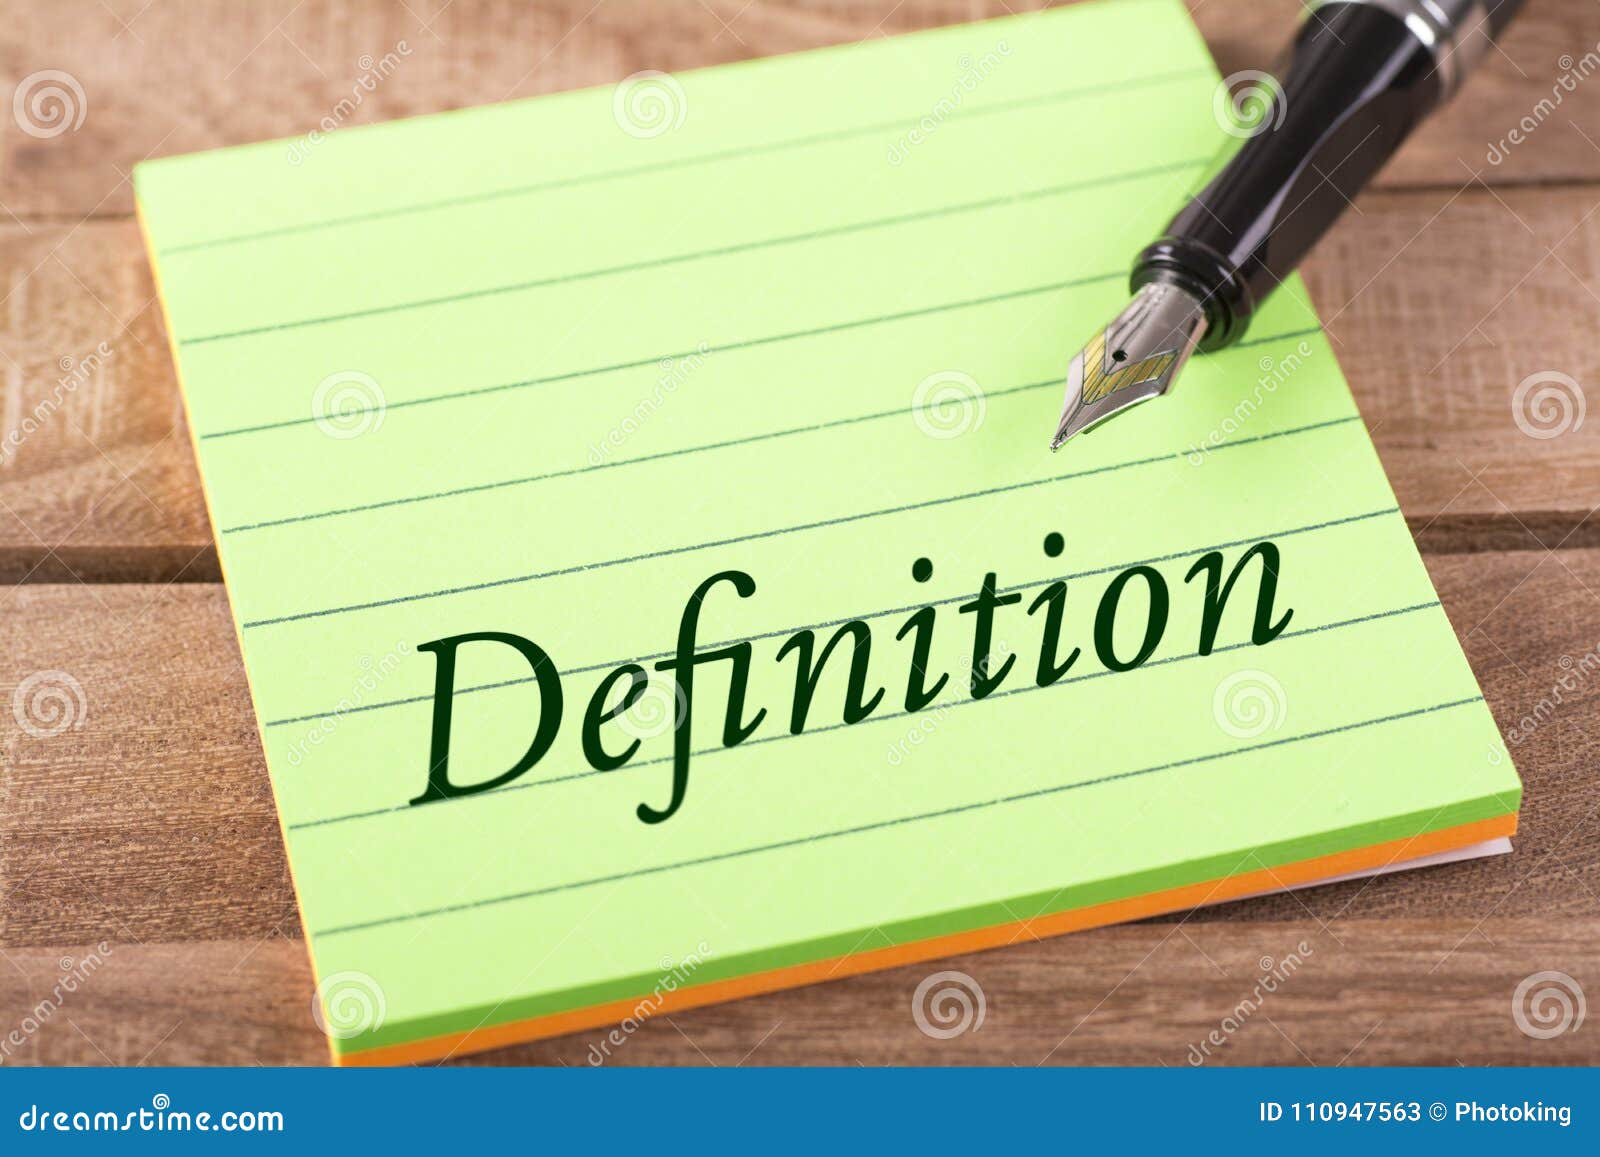 Definition
dreamstime.com
ID 110947563 © Photoking